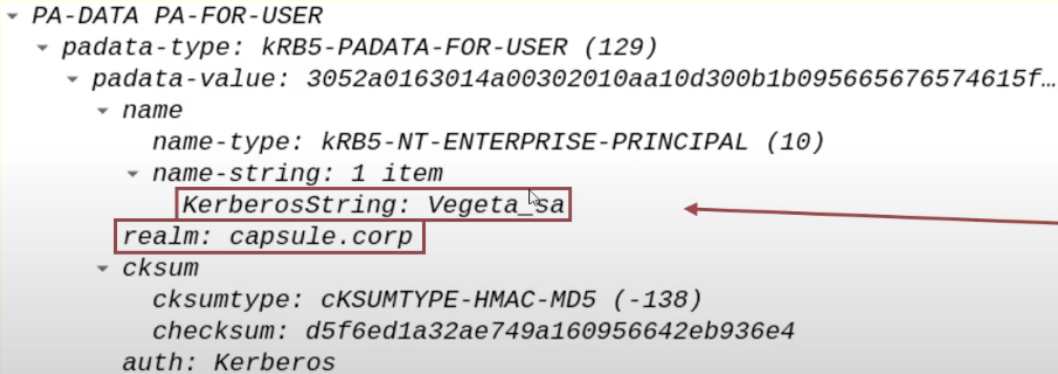 PA-DATA PA-FOR-USER
padata-type: kRB5-PADATA-FOR-USER (129)
padata-value: 3052a0163014a00302010aa10d300b1b095665676574615f…
name
name-type: kRB5-NT-ENTERPRISE-PRINCIPAL (10)
name-string: 1 item
KerberosString: Vegeta_sa
realm: capsule.corp
cksum
cksumtype: cKSUMTYPE-HMAC-MD5 (-138)
checksum: d5f6ed1a32ae749a160956642eb936e4
auth: Kerberos